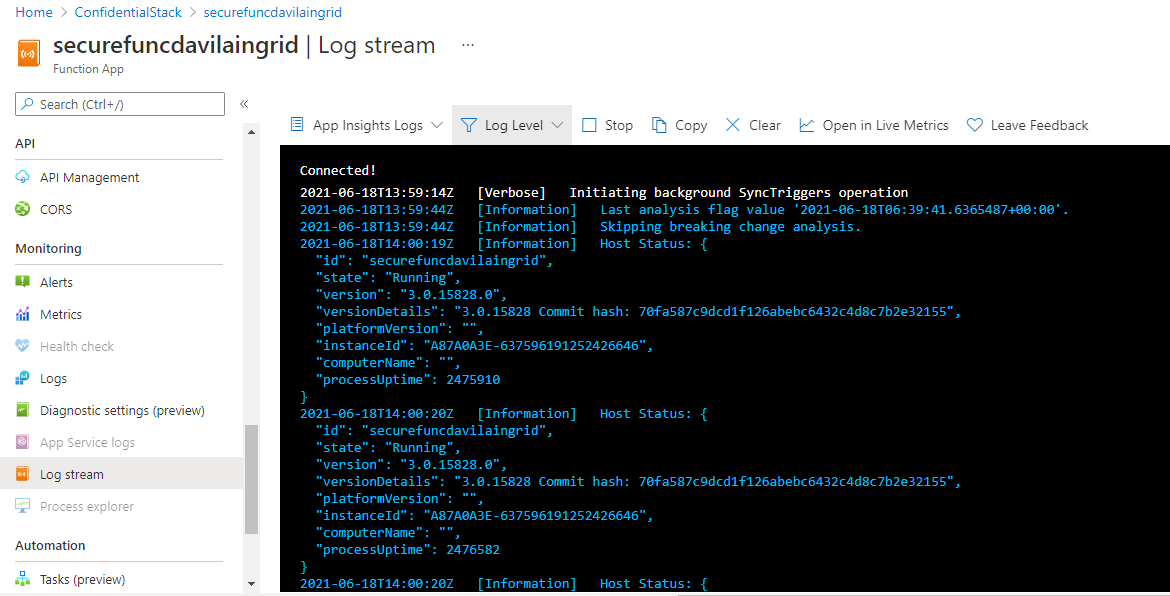 Home > ConfidentialStack > securefuncdavilaingrid
securefuncdavilaingrid | Log stream ...
Function App
Search (Ctrl+/)
«
API
API Management
CORS
Monitoring
Alerts
Metrics
Health check
Logs
Diagnostic settings (preview)
App Service logs
Log stream
Process explorer
Automation
Tasks (preview)
App Insights Logs
Log Level
Stop
Copy
Clear
Open in Live Metrics
Leave Feedback
Connected!
2021-06-18T13:59:14Z [Verbose] Initiating background SyncTriggers operation
2021-06-18T13:59:44Z [Information] Last analysis flag value '2021-06-18T06:39:41.6365487+00:00'.
2021-06-18T13:59:44Z [Information] Skipping breaking change analysis.
2021-06-18T14:00:19Z [Information] Host Status: {
"id": "securefuncdavilaingrid",
"state": "Running",
"version": "3.0.15828.0",
"versionDetails": "3.0.15828 Commit hash: 70fa587c9dcd1f126abebc6432c4d8c7b2e32155",
"platformVersion": "",
"instanceId": "A87A0A3E-637596191252426646",
"computerName": "",
"processUptime": 2475910
}
2021-06-18T14:00:20Z [Information] Host Status: {
"id": "securefuncdavilaingrid",
"state": "Running",
"version": "3.0.15828.0",
"versionDetails": "3.0.15828 Commit hash: 70fa587c9dcd1f126abebc6432c4d8c7b2e32155",
"platformVersion": "",
"instanceId": "A87A0A3E-637596191252426646",
"computerName": "",
"processUptime": 2476582
}
2021-06-18T14:00:20Z [Information] Host Status: {